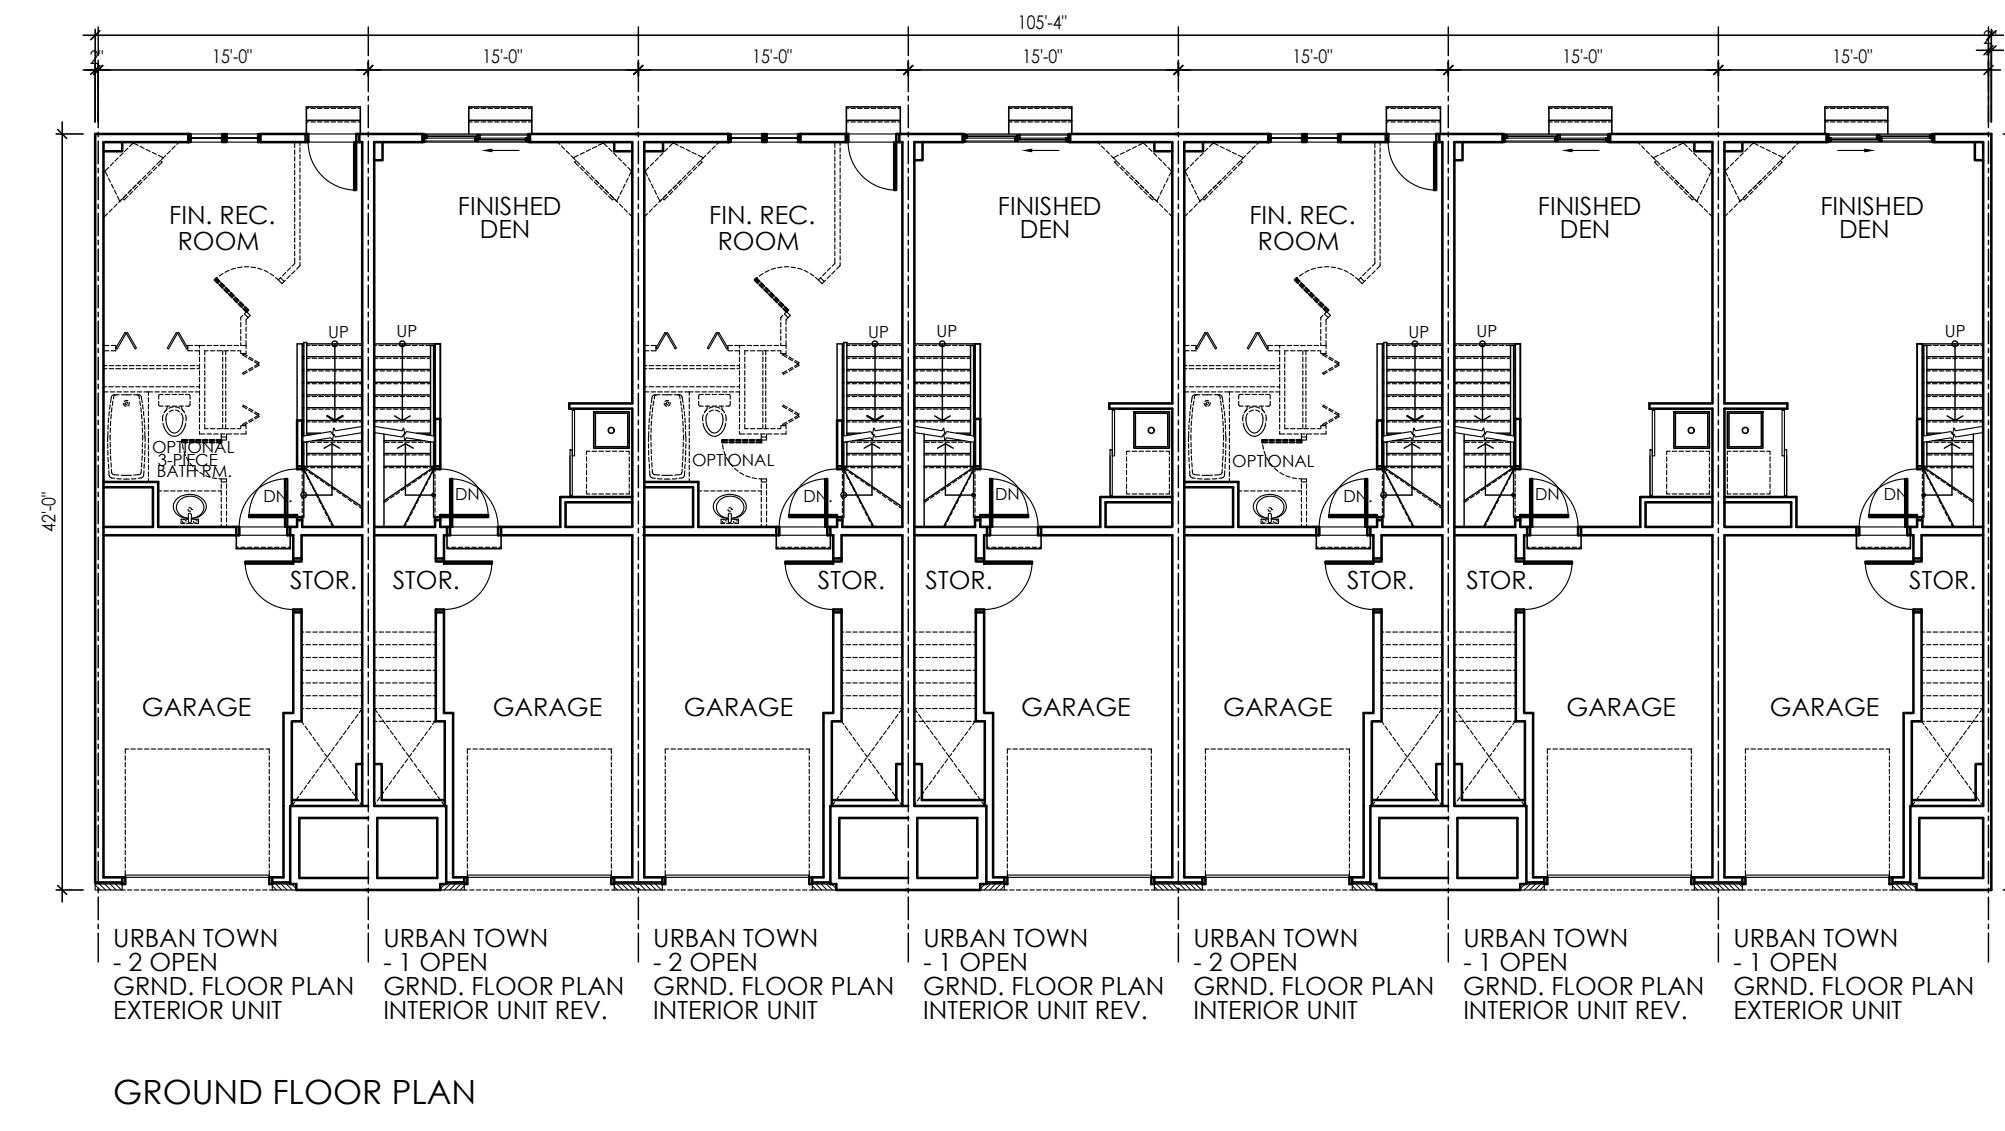 105'-4"
2" 15'-0" 15'-0" 15'-0" 15'-0" 15'-0" 15'-0" 15'-0"
FIN. REC.
ROOM
FINISHED
DEN
FIN. REC.
ROOM
FINISHED
DEN
FIN. REC.
ROOM
FINISHED
DEN
FINISHED
DEN
UP UP UP UP UP UP UP
OPTIONAL
3-PIECE
BATH RM.
OPTIONAL
OPTIONAL
DN. DN DN. DN DN. DN DN
42'-0"
STOR. STOR. STOR. STOR. STOR. STOR. STOR.
GARAGE GARAGE GARAGE GARAGE GARAGE GARAGE GARAGE
URBAN TOWN
- 2 OPEN
GRND. FLOOR PLAN
EXTERIOR UNIT
URBAN TOWN
- 1 OPEN
GRND. FLOOR PLAN
INTERIOR UNIT REV.
URBAN TOWN
- 2 OPEN
GRND. FLOOR PLAN
INTERIOR UNIT
URBAN TOWN
- 1 OPEN
GRND. FLOOR PLAN
INTERIOR UNIT REV.
URBAN TOWN
- 2 OPEN
GRND. FLOOR PLAN
INTERIOR UNIT
URBAN TOWN
- 1 OPEN
GRND. FLOOR PLAN
INTERIOR UNIT REV.
URBAN TOWN
- 1 OPEN
GRND. FLOOR PLAN
EXTERIOR UNIT
GROUND FLOOR PLAN